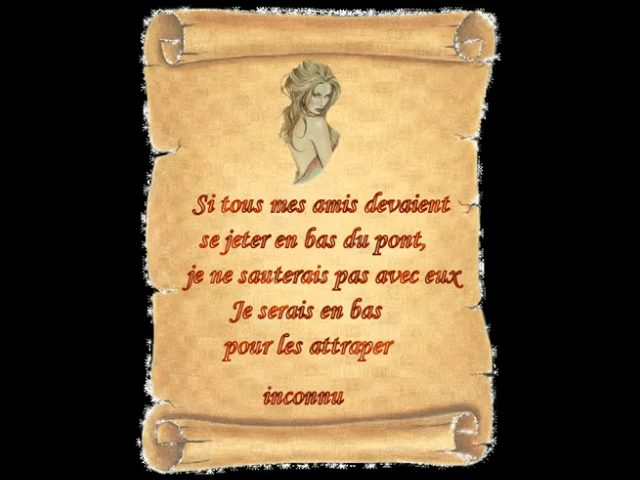 Si tous mes amis devaient
se jeter en bas du pont,
je ne sauterais pas avec eux
Je serais en bas
pour les attraper
inconnu